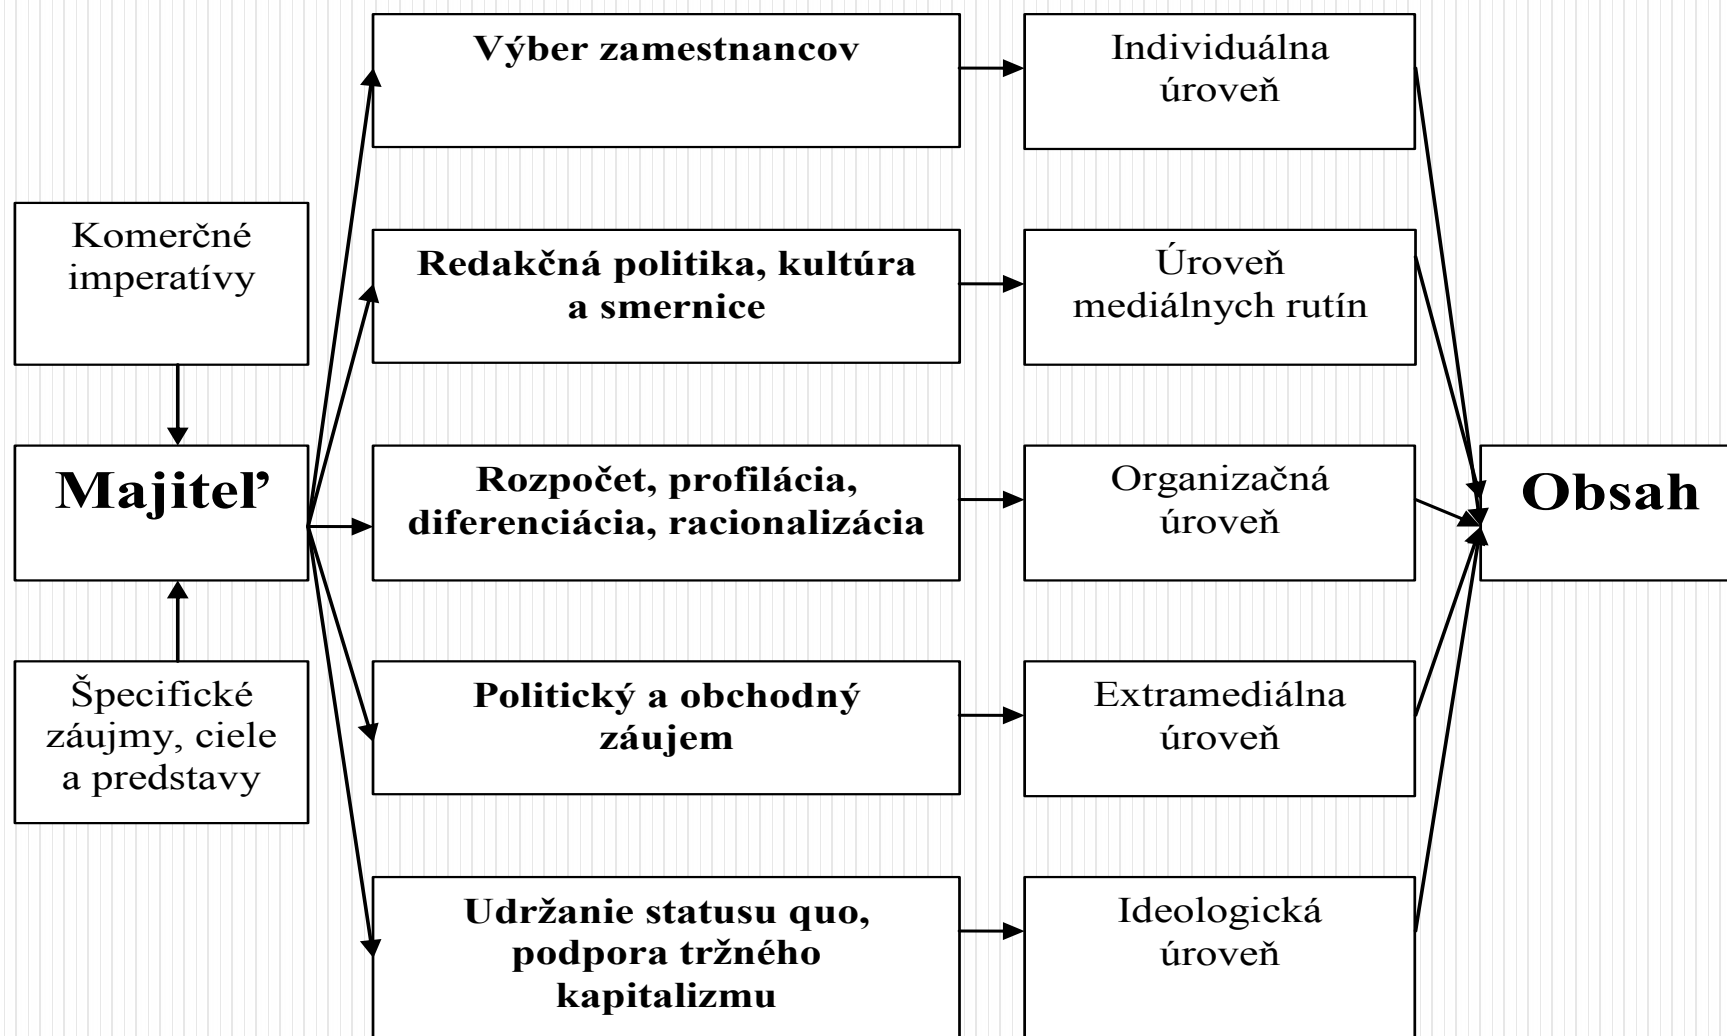 Výber zamestnancov
Individuálna
úroveň
Komerčné
imperatívy
Redakčná politika, kultúra
a smernice
Úroveň
mediálnych rutín
Majiteľ
Rozpočet, profilácia,
diferenciácia, racionalizácia
Organizačná
úroveň
Obsah
Špecifické
záujmy, ciele
a predstavy
Politický a obchodný
záujem
Extramediálna
úroveň
Udržanie statusu quo,
podpora tržného
kapitalizmu
Ideologická
úroveň